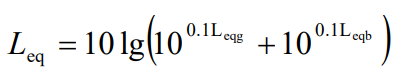 L_eq = 10 lg(10^{0.1L_eqg} + 10^{0.1L_eqb})